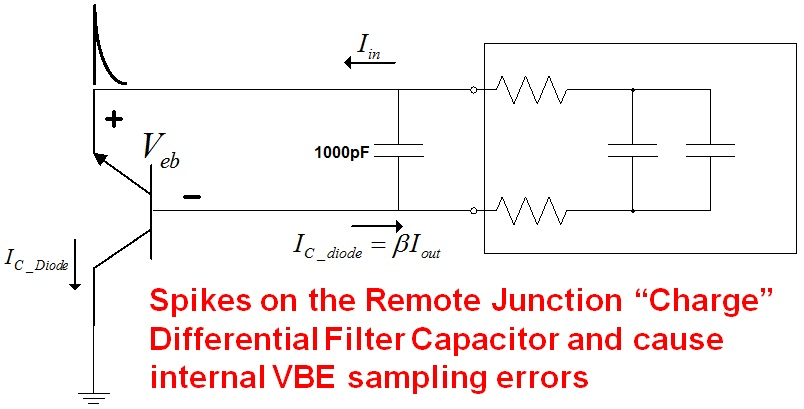 I_in
+
V_eb
1000pF
−
I_C_diode = βI_out
I_C_Diode
Spikes on the Remote Junction “Charge”
Differential Filter Capacitor and cause
internal VBE sampling errors